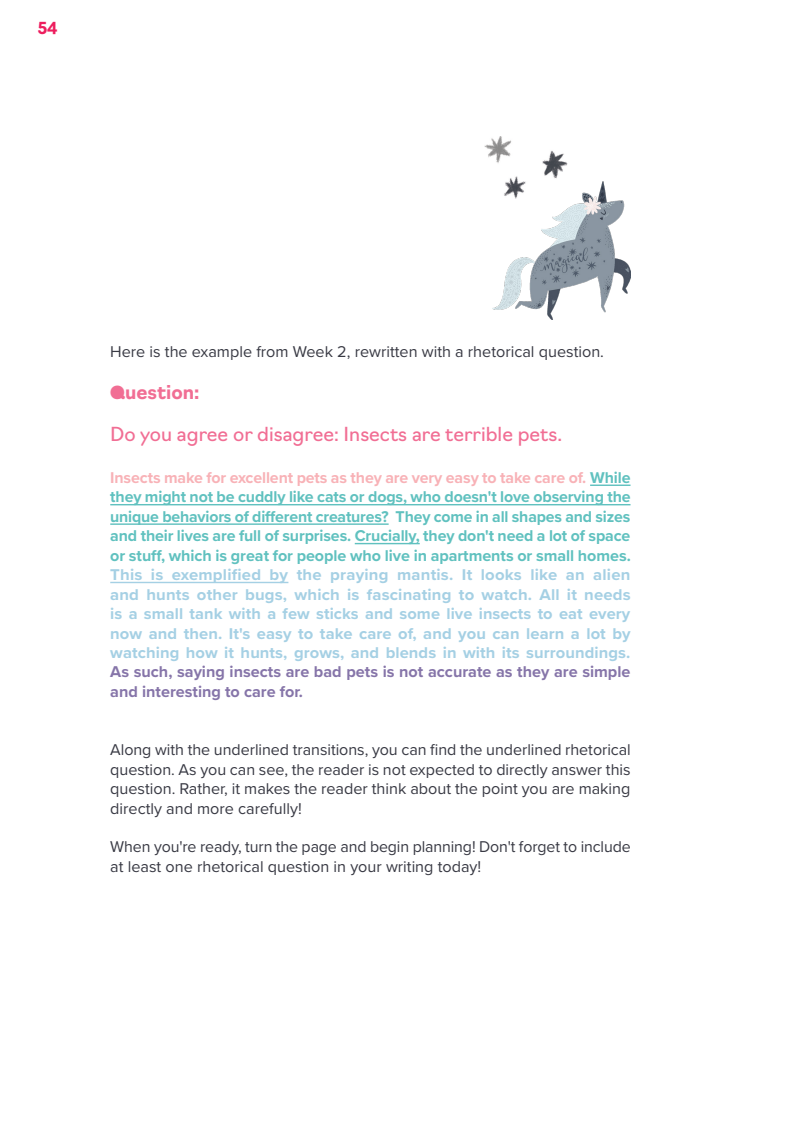 54
magical
Here is the example from Week 2, rewritten with a rhetorical question.
Question:
Do you agree or disagree: Insects are terrible pets.
Insects make for excellent pets as they are very easy to take care of. While
they might not be cuddly like cats or dogs, who doesn't love observing the
unique behaviors of different creatures? They come in all shapes and sizes
and their lives are full of surprises. Crucially, they don't need a lot of space
or stuff, which is great for people who live in apartments or small homes.
This is exemplified by the praying mantis. It looks like an alien
and hunts other bugs, which is fascinating to watch. All it needs
is a small tank with a few sticks and some live insects to eat every
now and then. It's easy to take care of, and you can learn a lot by
watching how it hunts, grows, and blends in with its surroundings.
As such, saying insects are bad pets is not accurate as they are simple
and interesting to care for.
Along with the underlined transitions, you can find the underlined rhetorical
question. As you can see, the reader is not expected to directly answer this
question. Rather, it makes the reader think about the point you are making
directly and more carefully!
When you're ready, turn the page and begin planning! Don't forget to include
at least one rhetorical question in your writing today!